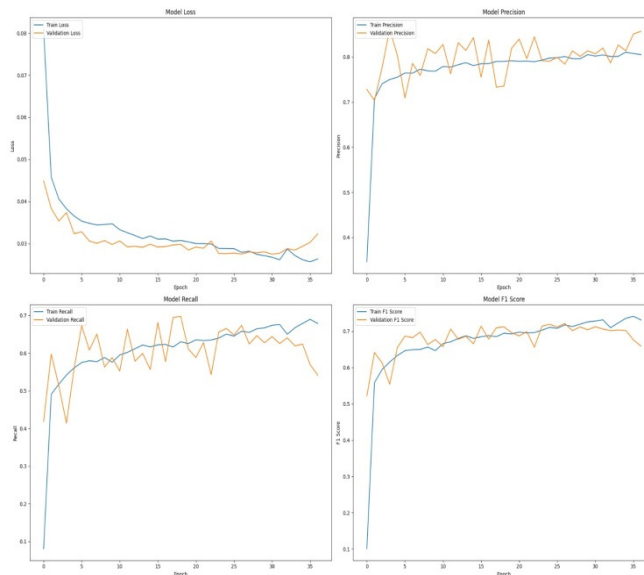 Model Loss
Train Loss
Validation Loss
0.08
0.07
0.06
0.05
0.04
0.03
Loss
0 5 10 15 20 25 30 35
Epoch
Model Precision
Train Precision
Validation Precision
0.8
0.7
0.6
0.5
0.4
Precision
0 5 10 15 20 25 30 35
Epoch
Model Recall
Train Recall
Validation Recall
0.7
0.6
0.5
0.4
0.3
0.2
0.1
Recall
0 5 10 15 20 25 30 35
Epoch
Model F1 Score
Train F1 Score
Validation F1 Score
0.7
0.6
0.5
0.4
0.3
0.2
0.1
F1 Score
0 5 10 15 20 25 30 35
Epoch